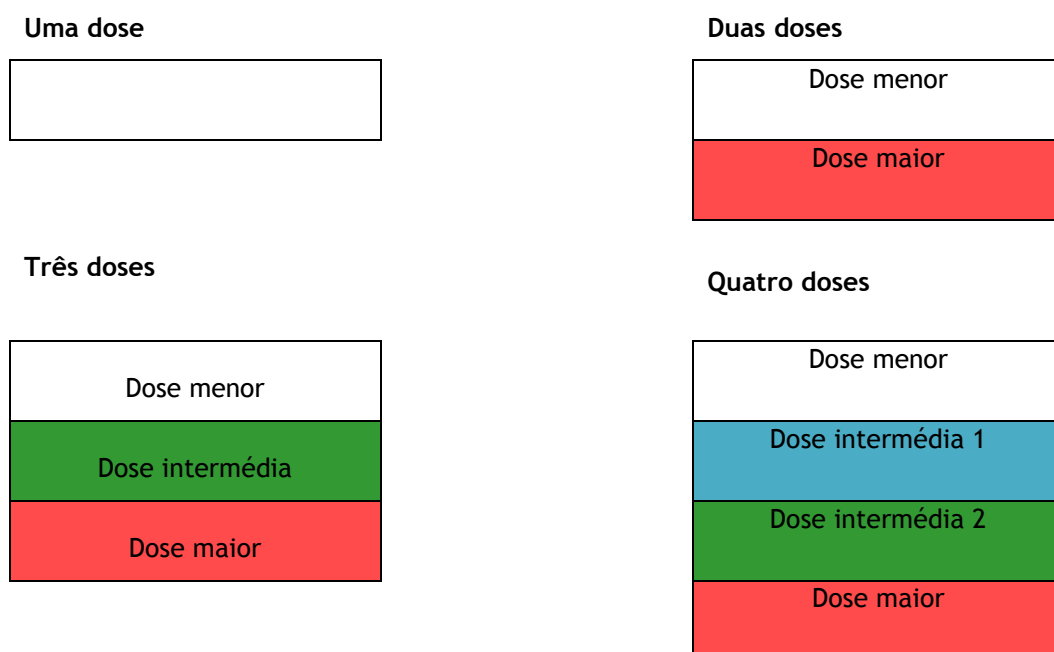 Uma dose
Duas doses
Dose menor
Dose maior
Três doses
Quatro doses
Dose menor
Dose intermédia
Dose maior
Dose menor
Dose intermédia 1
Dose intermédia 2
Dose maior